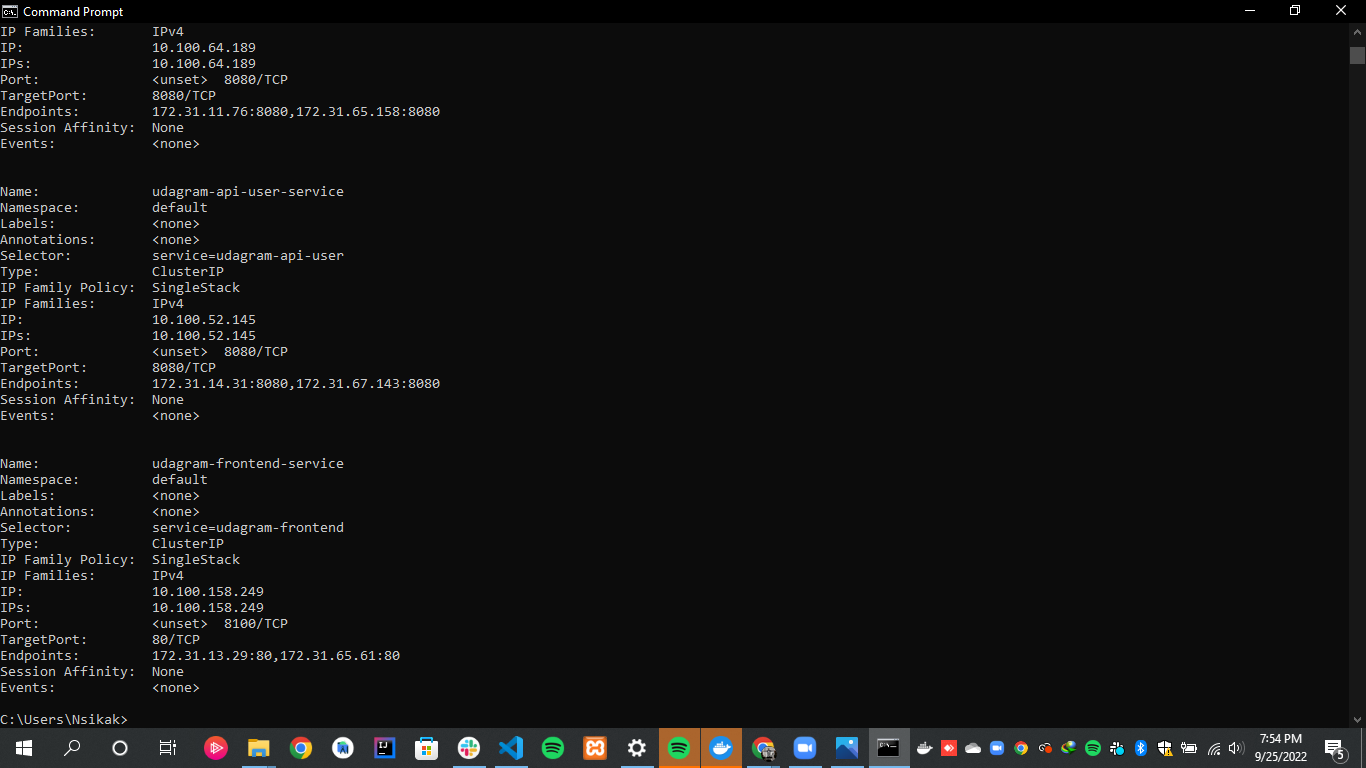 Command Prompt
IP Families:       IPv4
IP:                10.100.64.189
IPs:               10.100.64.189
Port:              <unset>  8080/TCP
TargetPort:        8080/TCP
Endpoints:         172.31.11.76:8080,172.31.65.158:8080
Session Affinity:  None
Events:            <none>
Name:              udagram-api-user-service
Namespace:         default
Labels:            <none>
Annotations:       <none>
Selector:          service=udagram-api-user
Type:              ClusterIP
IP Family Policy:  SingleStack
IP Families:       IPv4
IP:                10.100.52.145
IPs:               10.100.52.145
Port:              <unset>  8080/TCP
TargetPort:        8080/TCP
Endpoints:         172.31.14.31:8080,172.31.67.143:8080
Session Affinity:  None
Events:            <none>
Name:              udagram-frontend-service
Namespace:         default
Labels:            <none>
Annotations:       <none>
Selector:          service=udagram-frontend
Type:              ClusterIP
IP Family Policy:  SingleStack
IP Families:       IPv4
IP:                10.100.158.249
IPs:               10.100.158.249
Port:              <unset>  8100/TCP
TargetPort:        80/TCP
Endpoints:         172.31.13.29:80,172.31.65.61:80
Session Affinity:  None
Events:            <none>
C:\Users\Nsikak>
7:54 PM
9/25/2022
5